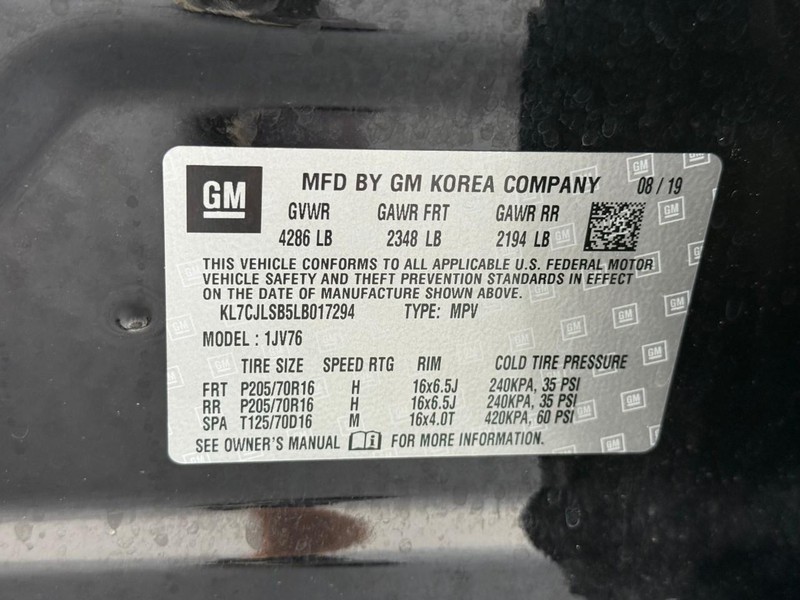 GM MFD BY GM KOREA COMPANY 08 / 19
GVWR GAWR FRT GAWR RR
4286 LB 2348 LB 2194 LB
THIS VEHICLE CONFORMS TO ALL APPLICABLE U.S. FEDERAL MOTOR
VEHICLE SAFETY AND THEFT PREVENTION STANDARDS IN EFFECT
ON THE DATE OF MANUFACTURE SHOWN ABOVE.
KL7CJLSB5LB017294 TYPE: MPV
MODEL : 1JV76
TIRE SIZE SPEED RTG RIM COLD TIRE PRESSURE
FRT P205/70R16 H 16x6.5J 240KPA, 35 PSI
RR P205/70R16 H 16x6.5J 240KPA, 35 PSI
SPA T125/70D16 M 16x4.0T 420KPA, 60 PSI
SEE OWNER'S MANUAL FOR MORE INFORMATION.